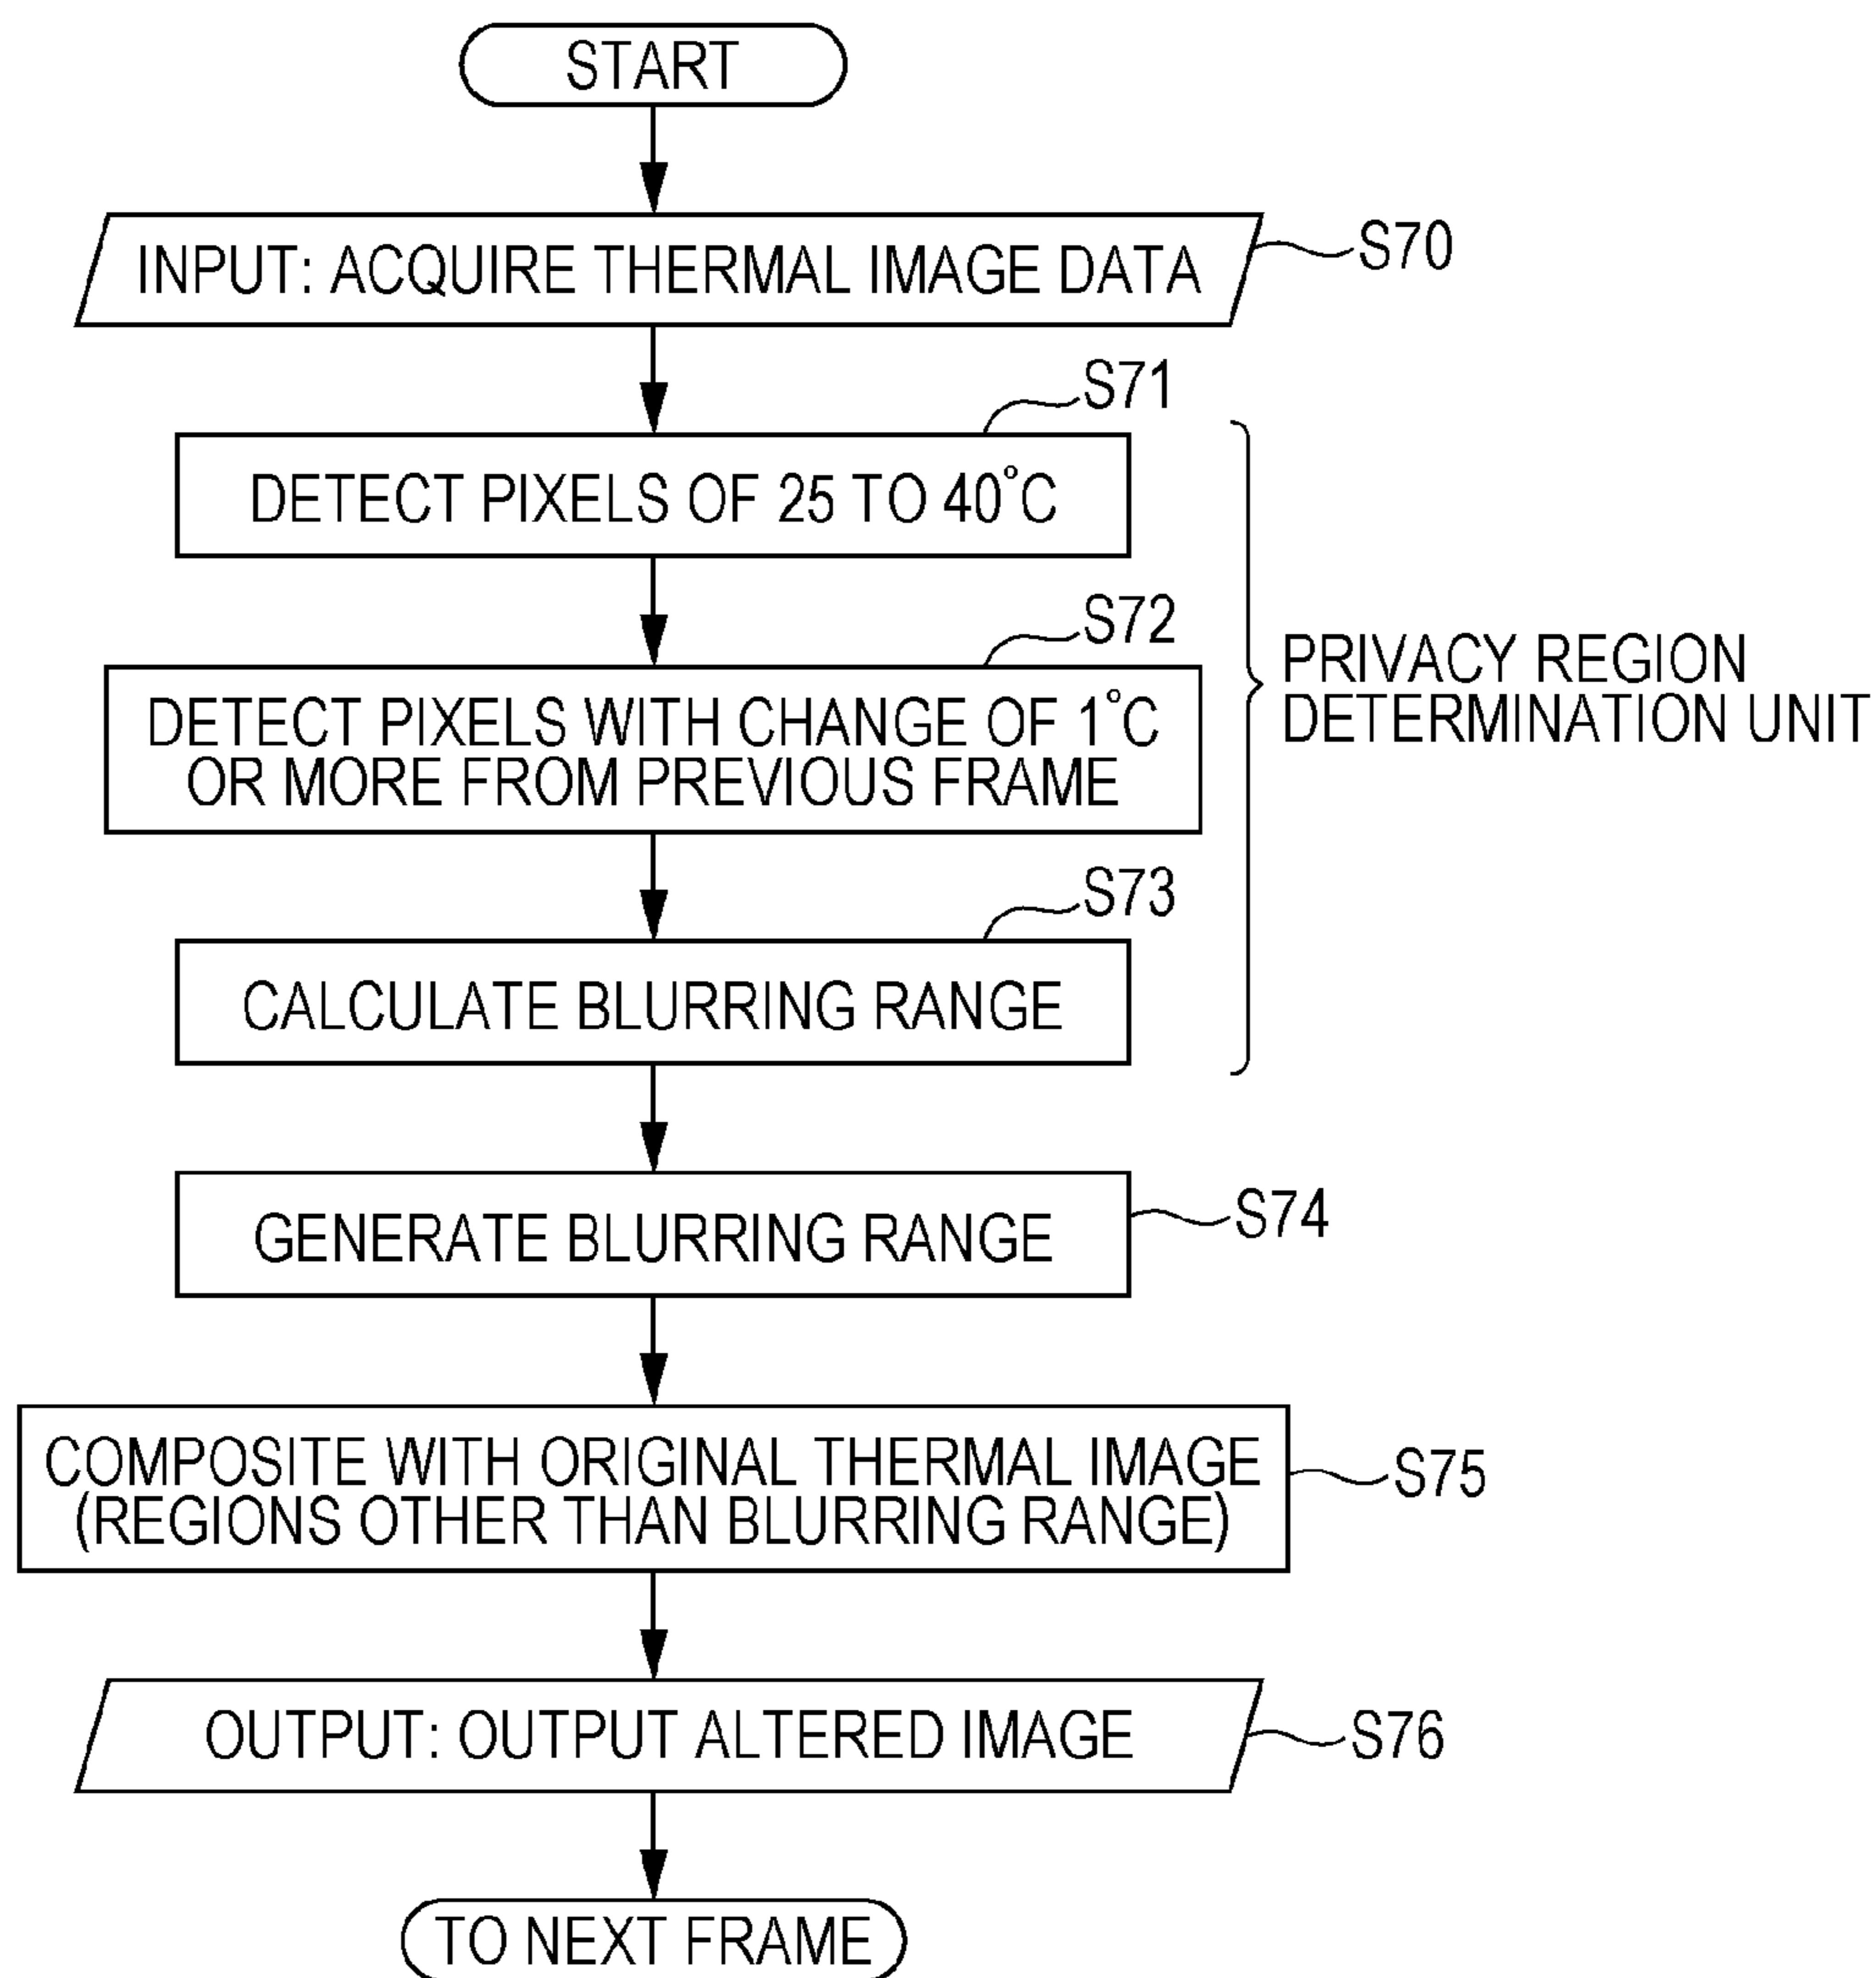 START
INPUT: ACQUIRE THERMAL IMAGE DATA
S70
S71
DETECT PIXELS OF 25 TO 40°C
S72
DETECT PIXELS WITH CHANGE OF 1°C
OR MORE FROM PREVIOUS FRAME
PRIVACY REGION
DETERMINATION UNIT
S73
CALCULATE BLURRING RANGE
GENERATE BLURRING RANGE
S74
COMPOSITE WITH ORIGINAL THERMAL IMAGE
(REGIONS OTHER THAN BLURRING RANGE)
S75
OUTPUT: OUTPUT ALTERED IMAGE
S76
TO NEXT FRAME